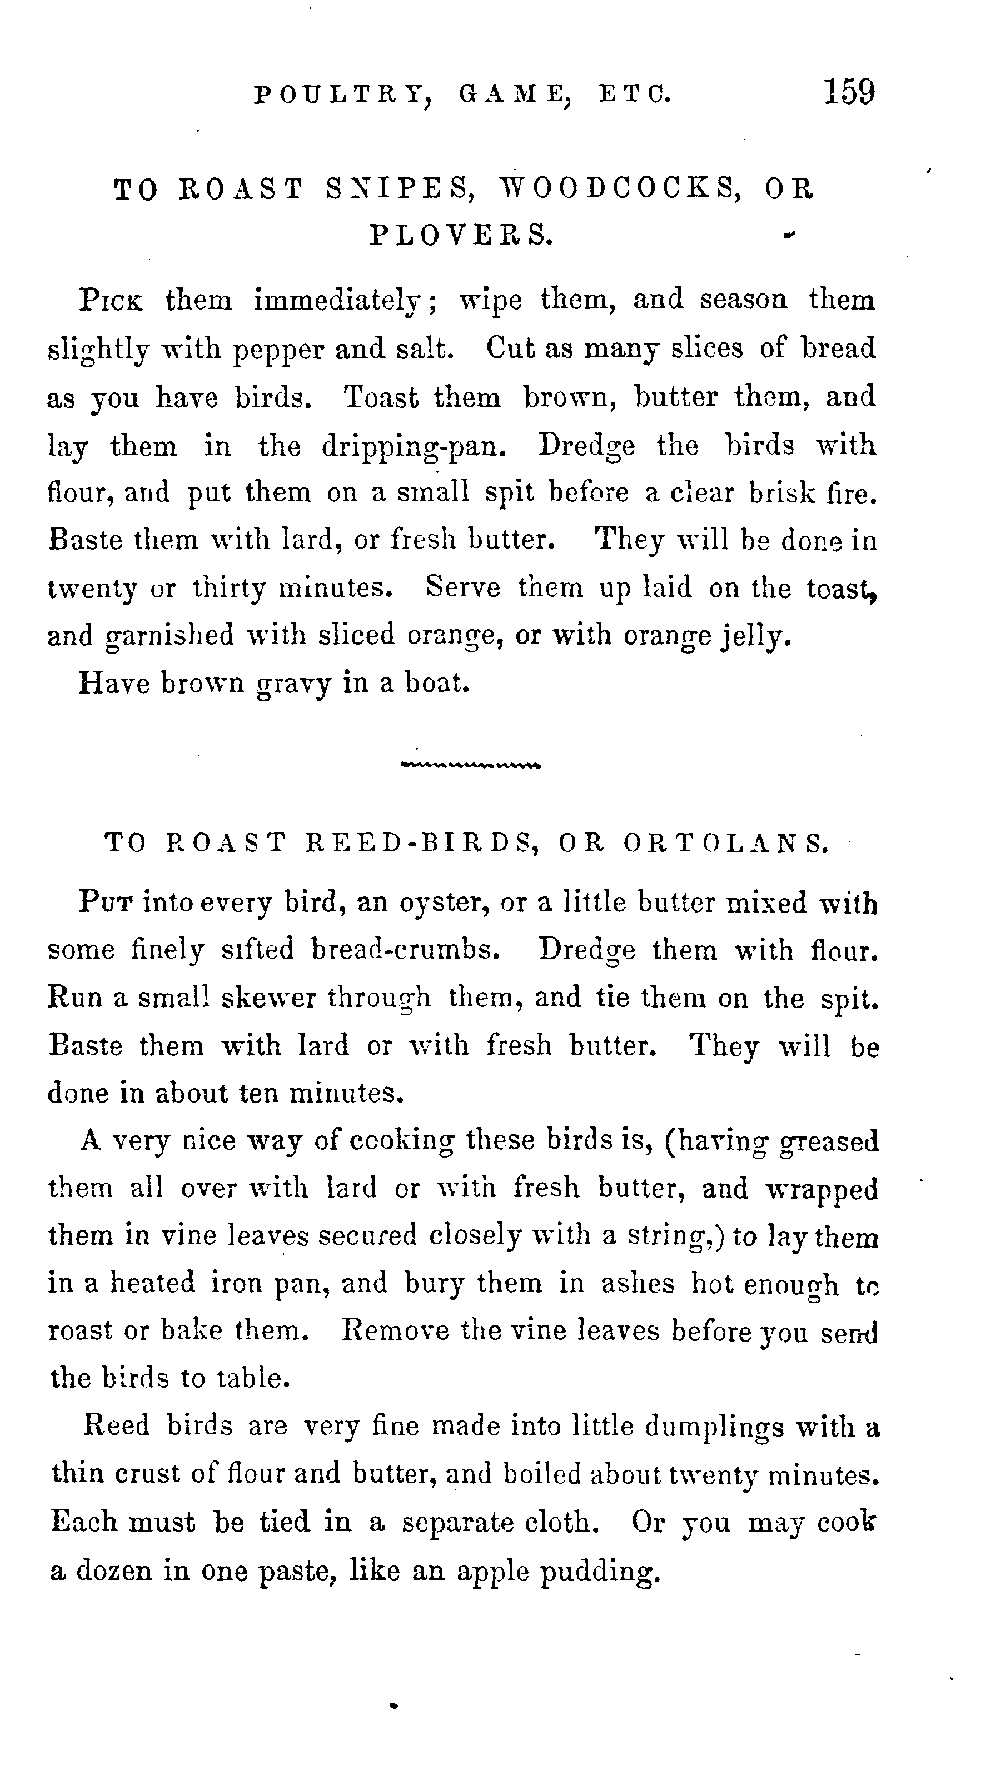 POULTRY, GAME, ETC. 159
TO ROAST SNIPES, WOODCOCKS, OR
PLOVERS.
PICK them immediately; wipe them, and season them
slightly with pepper and salt. Cut as many slices of bread
as you have birds. Toast them brown, butter them, and
lay them in the dripping-pan. Dredge the birds with
flour, and put them on a small spit before a clear brisk fire.
Baste them with lard, or fresh butter. They will be done in
twenty or thirty minutes. Serve them up laid on the toast,
and garnished with sliced orange, or with orange jelly.
Have brown gravy in a boat.
TO ROAST REED-BIRDS, OR ORTOLANS.
PUT into every bird, an oyster, or a little butter mixed with
some finely sifted bread-crumbs. Dredge them with flour.
Run a small skewer through them, and tie them on the spit.
Baste them with lard or with fresh butter. They will be
done in about ten minutes.
A very nice way of cooking these birds is, (having greased
them all over with lard or with fresh butter, and wrapped
them in vine leaves secured closely with a string,) to lay them
in a heated iron pan, and bury them in ashes hot enough to
roast or bake them. Remove the vine leaves before you send
the birds to table.
Reed birds are very fine made into little dumplings with a
thin crust of flour and butter, and boiled about twenty minutes.
Each must be tied in a separate cloth. Or you may cook
a dozen in one paste, like an apple pudding.